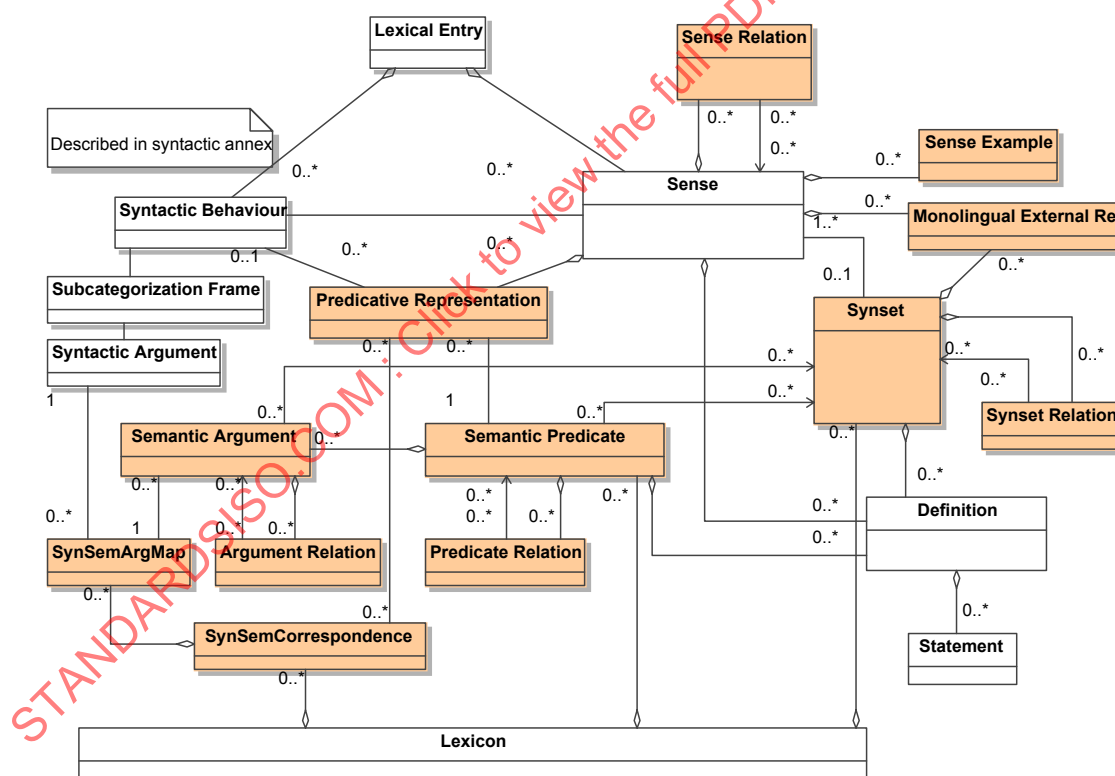 Lexical Entry
Sense Relation
Described in syntactic annex
0..*
0..*
0..*
Sense Example
0..*
0..*
0..*
0..*
Sense
Syntactic Behaviour
0..*
Monolingual External Re
1..*
0..1
0..*
0..*
0..*
0..1
Subcategorization Frame
Predicative Representation
Synset
Syntactic Argument
0..*
0..*
0..*
0..*
0..*
0..*
1
1
0..*
0..*
0..*
Synset Relation
Semantic Argument
0..*
Semantic Predicate
0..*
0..*
0..*
0..*
0..*
0..*
0..*
Definition
0..*
1
0..*
0..*
0..*
0..*
0..*
SynSemArgMap
Argument Relation
Predicate Relation
0..*
0..*
0..*
SynSemCorrespondence
Statement
0..*
Lexicon
STANDARDSISO.COM : Click to view the full PD